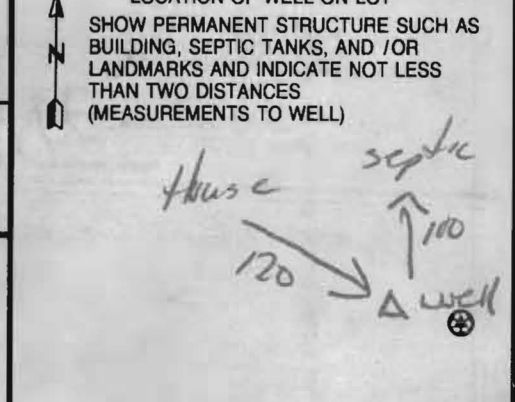 LOCATION OF WELL ON LOT
SHOW PERMANENT STRUCTURE SUCH AS
N
BUILDING, SEPTIC TANKS, AND / OR
LANDMARKS AND INDICATE NOT LESS
THAN TWO DISTANCES
(MEASUREMENTS TO WELL)
septic
House
100
120
Δ well